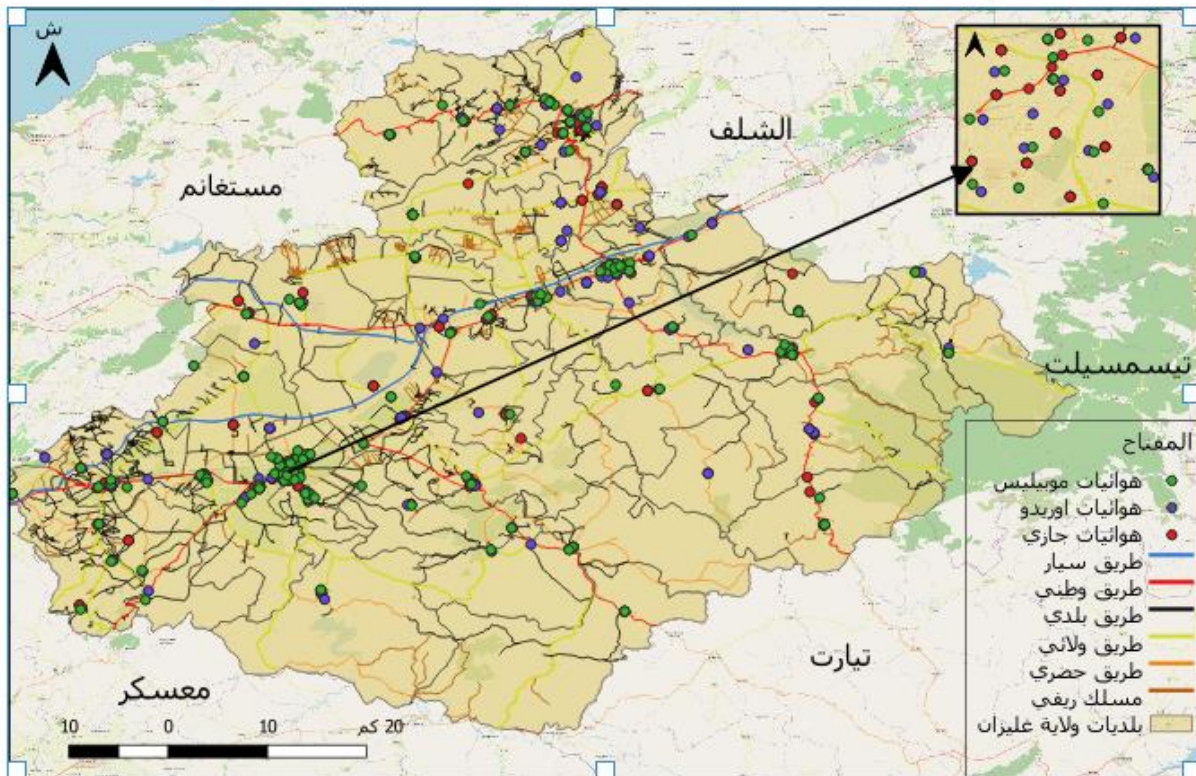 ش
الشلف
مستغانم
تيسمسيلت
المفتاح
هوائيات موبيليس
هوائيات اوريدو
هوائيات جازي
طريق سيار
طريق وطني
طريق بلدي
طريق ولائي
طريق حضري
مسلك ريفي
بلديات ولاية غليزان
تيارت
معسكر
10 0 10 20 كم